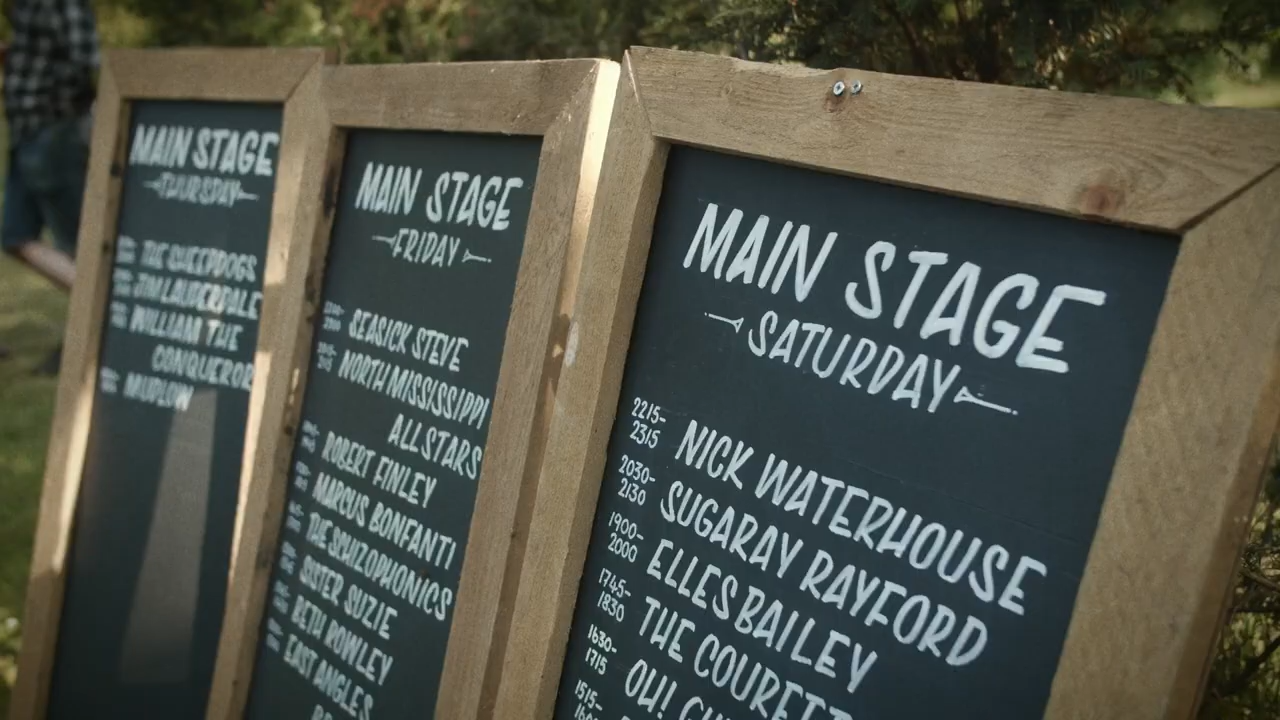 MAIN STAGE
THURSDAY
THE SHEEPDOGS
JIM LAUDERDALE
WILLIAM THE
CONQUEROR
MUDLOW
MAIN STAGE
FRIDAY
SEASICK STEVE
NORTH MISSISSIPPI
ALLSTARS
ROBERT FINLEY
MARCUS BONFANTI
THE SPHIZOPHONICS
SISTER SUZIE
BETH ROWLEY
EAST ANGLES
MAIN STAGE
SATURDAY
2215-
2315
NICK WATERHOUSE
2030-
2130
SUGARAY RAYFORD
1900-
2000
ELLES BAILEY
1745-
1830
THE
1630-
1715
OH!
1515-